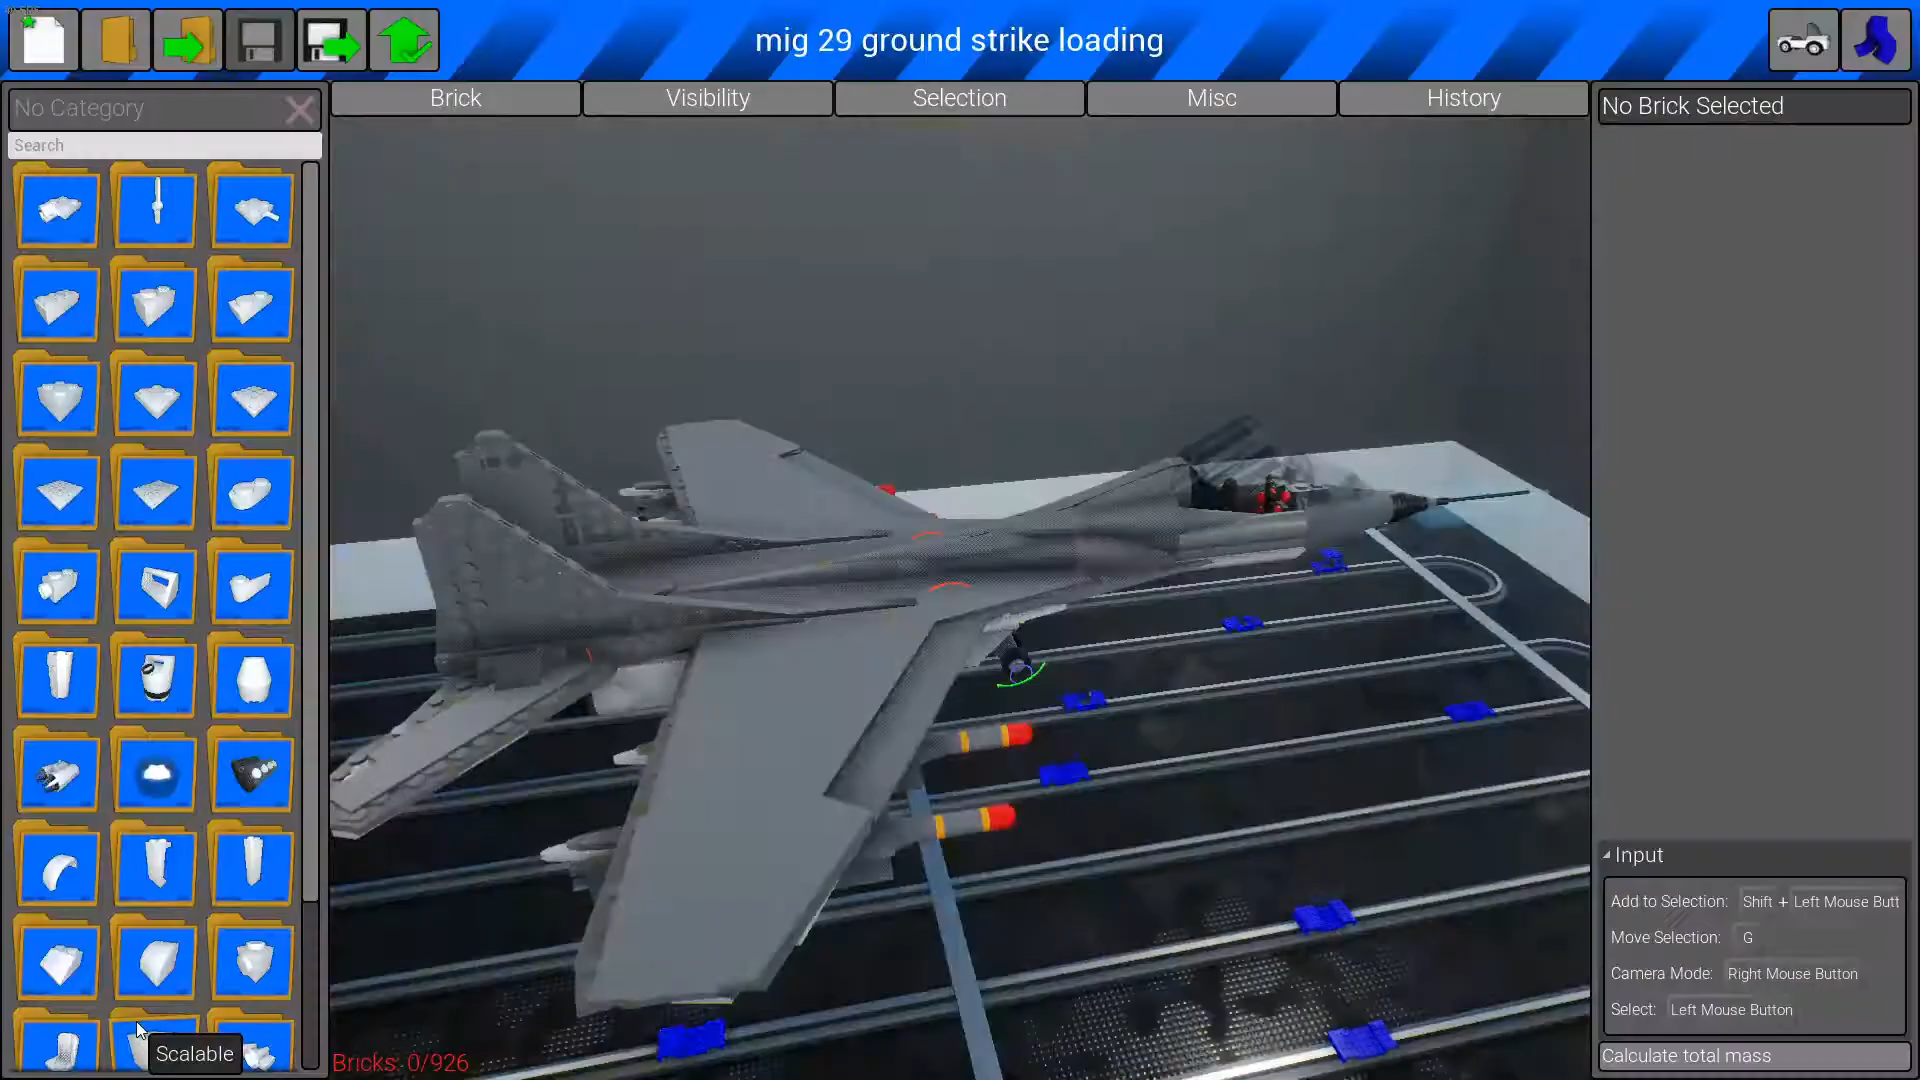 mig 29 ground strike loading
No Category
Search
Brick
Visibility
Selection
Misc
History
No Brick Selected
Scalable
Bricks: 0/926
Input
Add to Selection: Shift + Left Mouse Butt
Move Selection: G
Camera Mode: Right Mouse Button
Select: Left Mouse Button
Calculate total mass